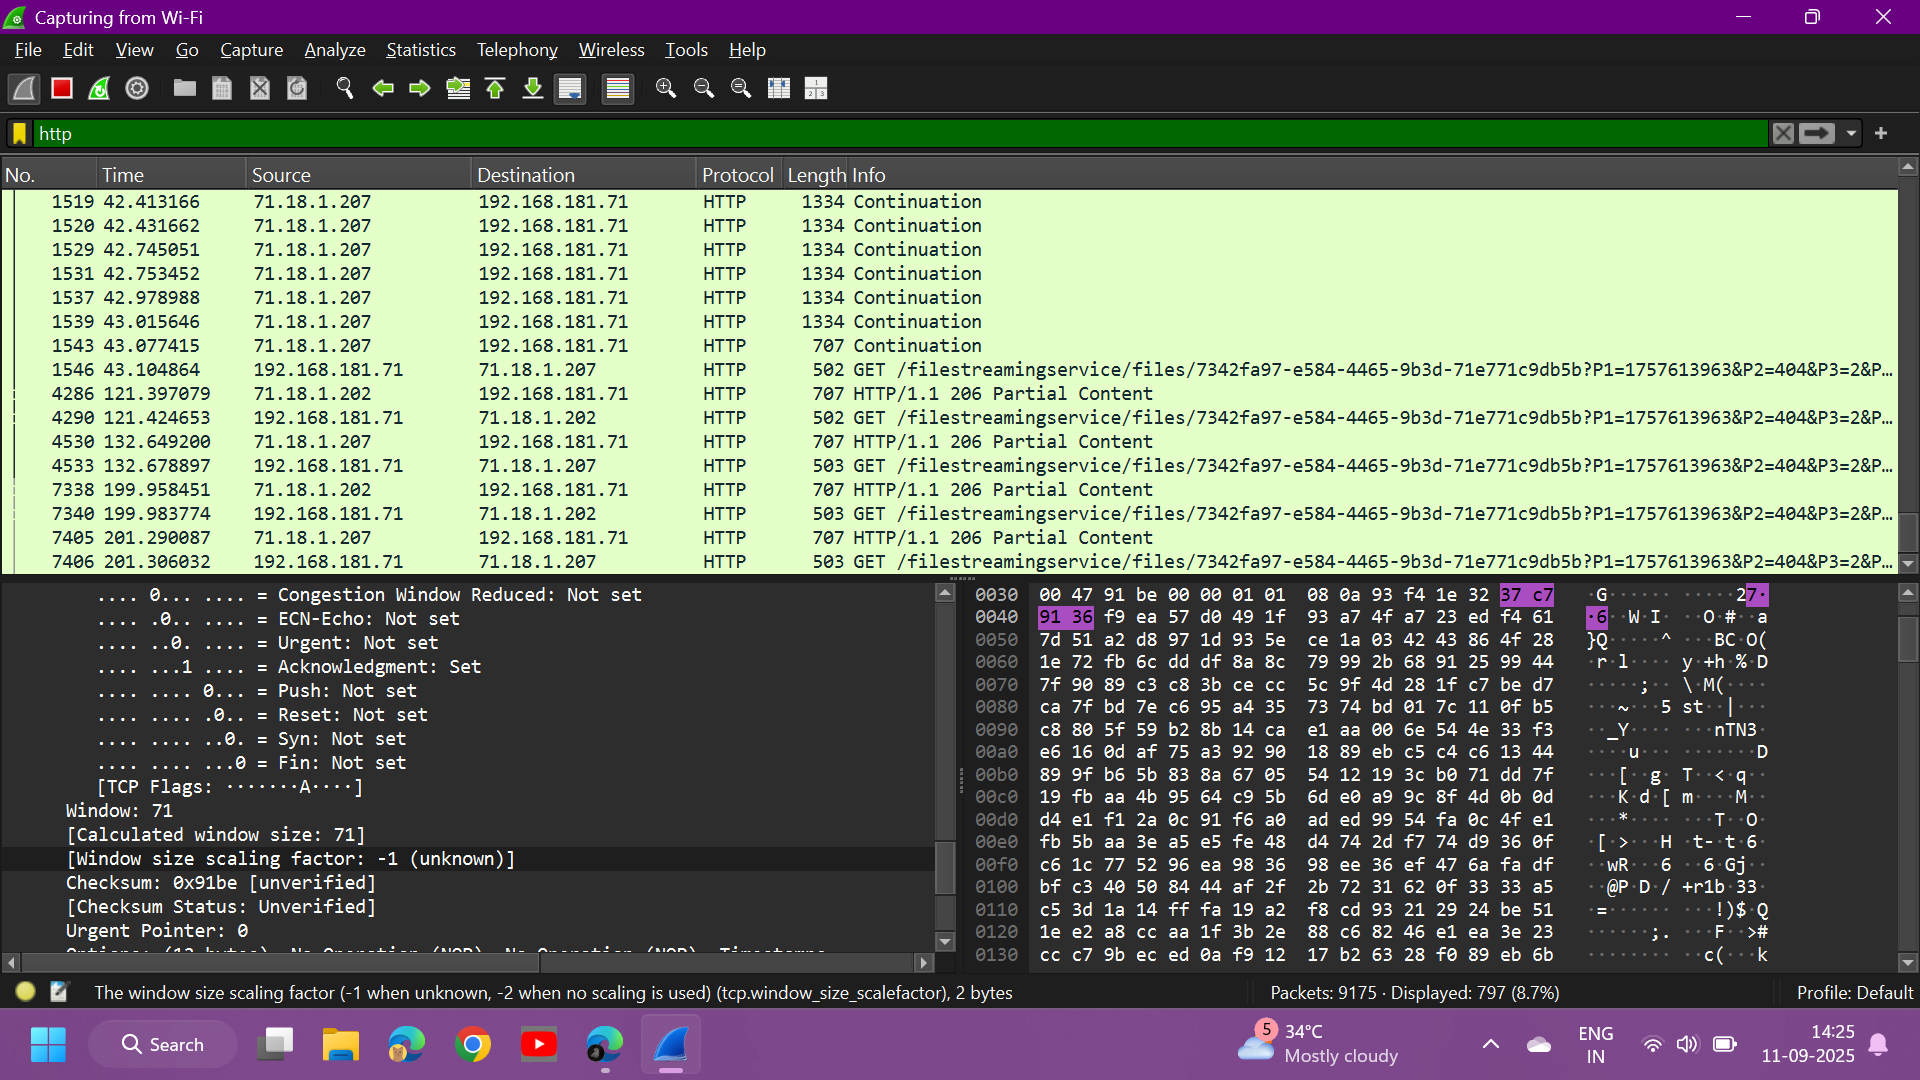 Capturing from Wi-Fi
File Edit View Go Capture Analyze Statistics Telephony Wireless Tools Help
http
No. Time Source Destination Protocol Length Info
1519 42.413166 71.18.1.207 192.168.181.71 HTTP 1334 Continuation
1520 42.431662 71.18.1.207 192.168.181.71 HTTP 1334 Continuation
1529 42.745051 71.18.1.207 192.168.181.71 HTTP 1334 Continuation
1531 42.753452 71.18.1.207 192.168.181.71 HTTP 1334 Continuation
1537 42.978988 71.18.1.207 192.168.181.71 HTTP 1334 Continuation
1539 43.015646 71.18.1.207 192.168.181.71 HTTP 1334 Continuation
1543 43.077415 71.18.1.207 192.168.181.71 HTTP 707 Continuation
1546 43.104864 192.168.181.71 71.18.1.207 HTTP 502 GET /filestreamingservice/files/7342fa97-e584-4465-9b3d-71e771c9db5b?P1=1757613963&P2=404&P3=2&P…
4286 121.397079 71.18.1.202 192.168.181.71 HTTP 707 HTTP/1.1 206 Partial Content
4290 121.424653 192.168.181.71 71.18.1.202 HTTP 502 GET /filestreamingservice/files/7342fa97-e584-4465-9b3d-71e771c9db5b?P1=1757613963&P2=404&P3=2&P…
4530 132.649200 71.18.1.207 192.168.181.71 HTTP 707 HTTP/1.1 206 Partial Content
4533 132.678897 192.168.181.71 71.18.1.207 HTTP 503 GET /filestreamingservice/files/7342fa97-e584-4465-9b3d-71e771c9db5b?P1=1757613963&P2=404&P3=2&P…
7338 199.958451 71.18.1.202 192.168.181.71 HTTP 707 HTTP/1.1 206 Partial Content
7340 199.983774 192.168.181.71 71.18.1.202 HTTP 503 GET /filestreamingservice/files/7342fa97-e584-4465-9b3d-71e771c9db5b?P1=1757613963&P2=404&P3=2&P…
7405 201.290087 71.18.1.207 192.168.181.71 HTTP 707 HTTP/1.1 206 Partial Content
7406 201.306032 192.168.181.71 71.18.1.207 HTTP 503 GET /filestreamingservice/files/7342fa97-e584-4465-9b3d-71e771c9db5b?P1=1757613963&P2=404&P3=2&P…
.... 0... .... = Congestion Window Reduced: Not set
.... .0.. .... = ECN-Echo: Not set
.... ..0. .... = Urgent: Not set
.... ...1 .... = Acknowledgment: Set
.... .... 0... = Push: Not set
.... .... .0.. = Reset: Not set
.... .... ..0. = Syn: Not set
.... .... ...0 = Fin: Not set
[TCP Flags: ·······A····]
Window: 71
[Calculated window size: 71]
[Window size scaling factor: -1 (unknown)]
Checksum: 0x91be [unverified]
[Checksum Status: Unverified]
Urgent Pointer: 0
0030 00 47 91 be 00 00 01 01 08 0a 93 f4 1e 32 37 c7 ·G·· ···· ·····27·
0040 91 36 f9 ea 57 d0 49 1f 93 a7 4f a7 23 ed f4 61 ·6··W·I· ··O·#··a
0050 7d 51 a2 d8 97 1d 93 5e ce 1a 03 42 43 86 4f 28 }Q·····^ ···BC·O(
0060 1e 72 fb 6c dd df 8a 8c 79 99 2b 68 91 25 99 44 ·r·l···· y·+h·%·D
0070 7f 90 89 c3 c8 3b ce cc 5c 9f 4d 28 1f c7 be d7 ·····;·· \·M(····
0080 ca 7f bd 7e c6 95 a4 35 73 74 bd 01 7c 11 0f b5 ···~···5 st··|···
0090 c8 80 5f 59 b2 8b 14 ca e1 aa 00 6e 54 4e 33 f3 ··_Y···· ···nTN3·
00a0 e6 16 0d af 75 a3 92 90 18 89 eb c5 c4 c6 13 44 ····u··· ·······D
00b0 89 9f b6 5b 83 8a 67 05 54 12 19 3c b0 71 dd 7f ···[··g· T··<·q··
00c0 19 fb aa 4b 95 64 c9 5b 6d e0 a9 9c 8f 4d 0b 0d ···K·d·[ m····M··
00d0 d4 e1 f1 2a 0c 91 f6 a0 ad ed 99 54 fa 0c 4f e1 ···*···· ···T··O·
00e0 fb 5b aa 3e a5 e5 fe 48 d4 74 2d f7 74 d9 36 0f ·[·>···H ·t-·t·6·
00f0 c6 1c 77 52 96 ea 98 36 98 ee 36 ef 47 6a fa df ··wR···6 ··6·Gj··
0100 bf c3 40 50 84 44 af 2f 2b 72 31 62 0f 33 33 a5 ··@P·D·/ +r1b·33·
0110 c5 3d 1a 14 ff fa 19 a2 f8 cd 93 21 29 24 be 51 ·=······ ···!)$·Q
0120 1e e2 a8 cc aa 1f 3b 2e 88 c6 82 46 e1 ea 3e 23 ······;. ···F··>#
0130 cc c7 9b ec ed 0a f9 12 17 b2 63 28 f0 89 eb 6b ········ ··c(···k
The window size scaling factor (-1 when unknown, -2 when no scaling is used) (tcp.window_size_scalefactor), 2 bytes
Packets: 9175 · Displayed: 797 (8.7%)
Profile: Default
Search
5
34°C
Mostly cloudy
ENG
IN
14:25
11-09-2025